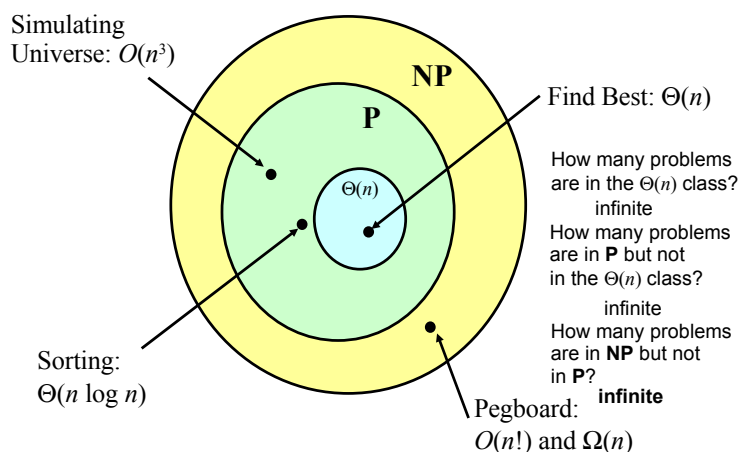 Simulating
Universe: O(n³)
NP
P
Find Best: Θ(n)
Θ(n)
How many problems
are in the Θ(n) class?
infinite
How many problems
are in P but not
in the Θ(n) class?
infinite
How many problems
are in NP but not
in P?
infinite
Sorting:
Θ(n log n)
Pegboard:
O(n!) and Ω(n)